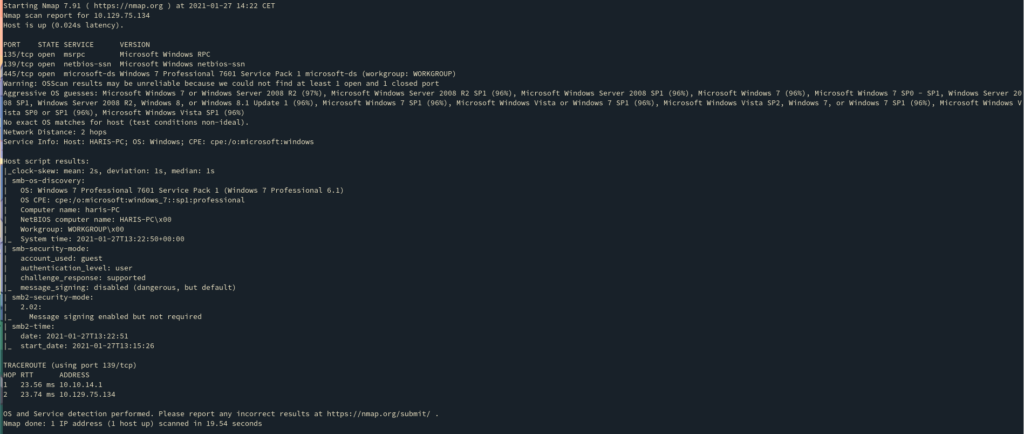 Starting Nmap 7.91 ( https://nmap.org ) at 2021-01-27 14:22 CET
Nmap scan report for 10.129.75.134
Host is up (0.024s latency).
PORT    STATE SERVICE      VERSION
135/tcp open  msrpc        Microsoft Windows RPC
139/tcp open  netbios-ssn  Microsoft Windows netbios-ssn
445/tcp open  microsoft-ds Windows 7 Professional 7601 Service Pack 1 microsoft-ds (workgroup: WORKGROUP)
Warning: OSScan results may be unreliable because we could not find at least 1 open and 1 closed port
Aggressive OS guesses: Microsoft Windows 7 or Windows Server 2008 R2 (97%), Microsoft Windows Server 2008 R2 SP1 (96%), Microsoft Windows Server 2008 SP1 (96%), Microsoft Windows 7 (96%), Microsoft Windows 7 SP0 - SP1, Windows Server 20
08 SP1, Windows Server 2008 R2, Windows 8, or Windows 8.1 Update 1 (96%), Microsoft Windows 7 SP1 (96%), Microsoft Windows Vista or Windows 7 SP1 (96%), Microsoft Windows Vista SP2, Windows 7, or Windows 7 SP1 (96%), Microsoft Windows V
ista SP0 or SP1 (96%), Microsoft Windows Vista SP1 (96%)
No exact OS matches for host (test conditions non-ideal).
Network Distance: 2 hops
Service Info: Host: HARIS-PC; OS: Windows; CPE: cpe:/o:microsoft:windows
Host script results:
|_clock-skew: mean: 2s, deviation: 1s, median: 1s
| smb-os-discovery:
|   OS: Windows 7 Professional 7601 Service Pack 1 (Windows 7 Professional 6.1)
|   OS CPE: cpe:/o:microsoft:windows_7::sp1:professional
|   Computer name: haris-PC
|   NetBIOS computer name: HARIS-PC\x00
|   Workgroup: WORKGROUP\x00
|_  System time: 2021-01-27T13:22:50+00:00
| smb-security-mode:
|   account_used: guest
|   authentication_level: user
|   challenge_response: supported
|_  message_signing: disabled (dangerous, but default)
| smb2-security-mode:
|   2.02:
|_    Message signing enabled but not required
| smb2-time:
|   date: 2021-01-27T13:22:51
|_  start_date: 2021-01-27T13:15:26
TRACEROUTE (using port 139/tcp)
HOP RTT      ADDRESS
1   23.56 ms 10.10.14.1
2   23.74 ms 10.129.75.134
OS and Service detection performed. Please report any incorrect results at https://nmap.org/submit/ .
Nmap done: 1 IP address (1 host up) scanned in 19.54 seconds